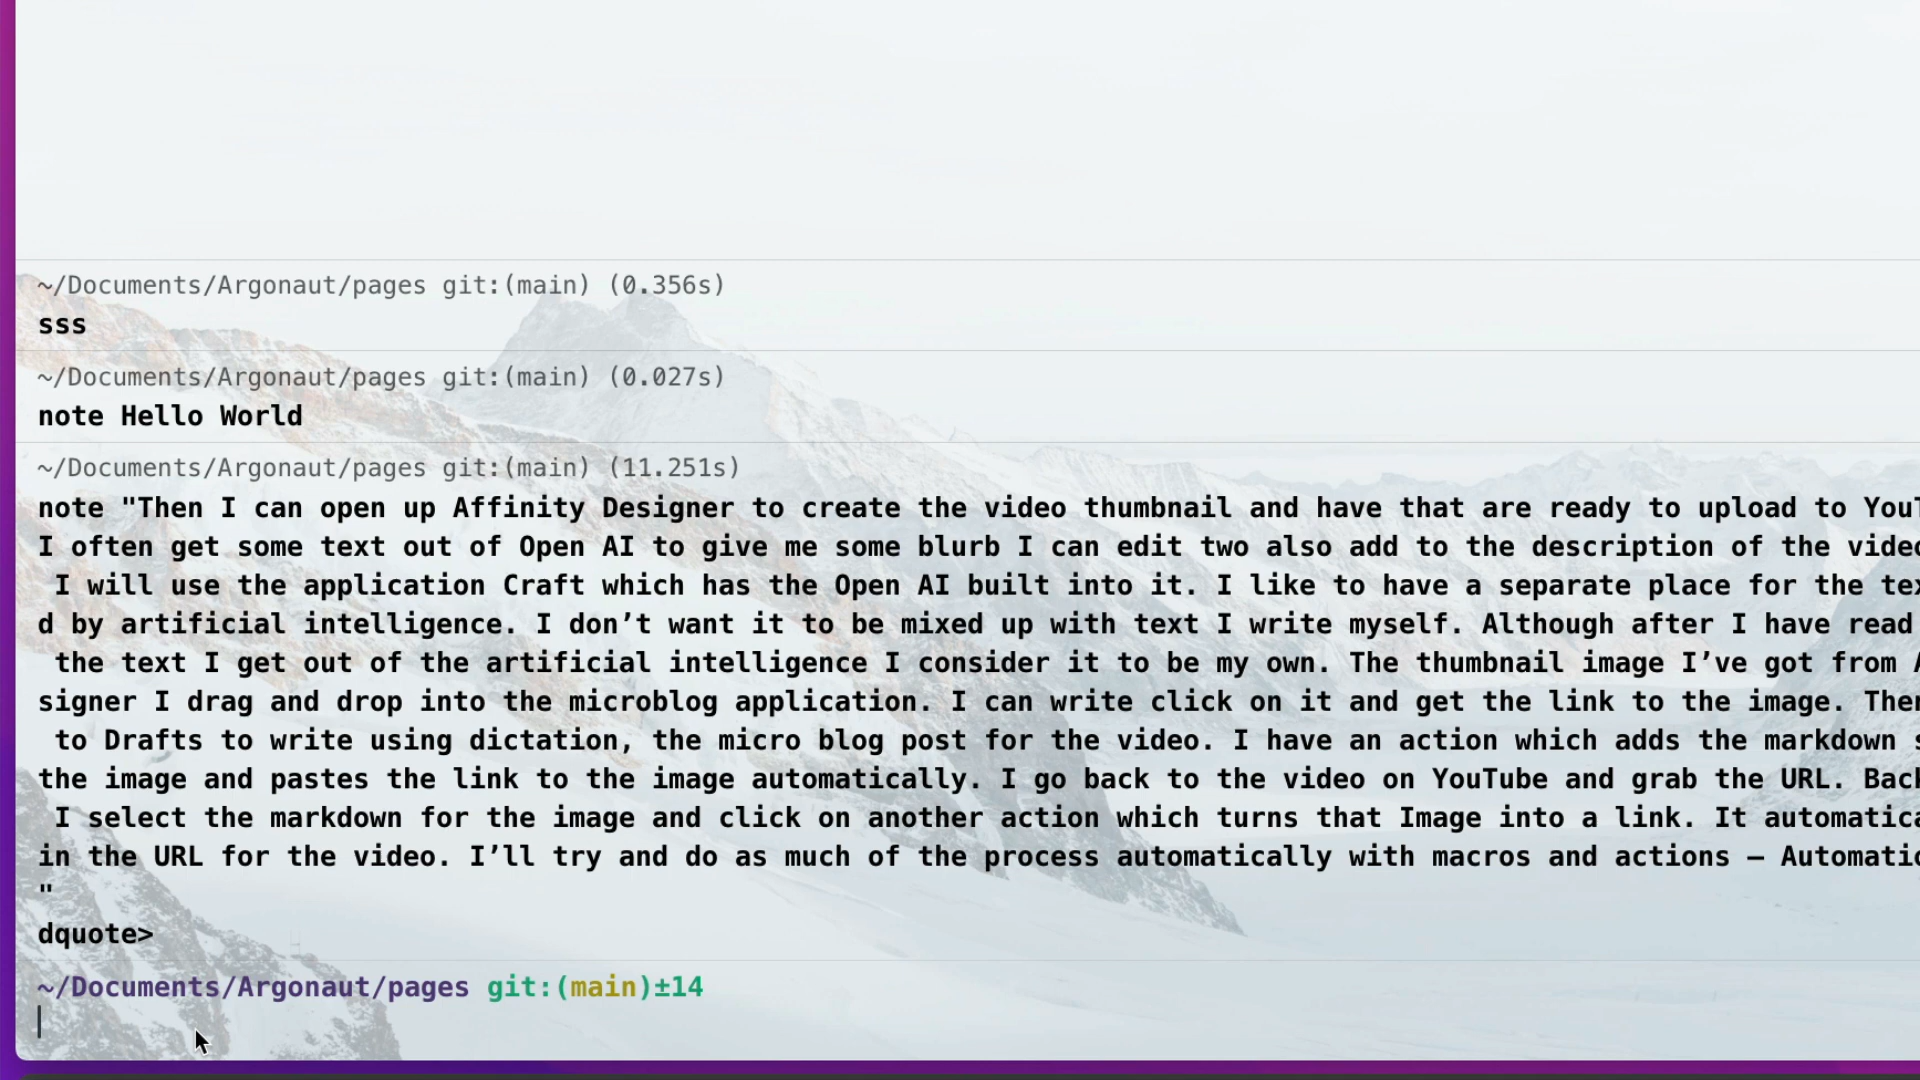 ~/Documents/Argonaut/pages git:(main) (0.356s)
sss
~/Documents/Argonaut/pages git:(main) (0.027s)
note Hello World
~/Documents/Argonaut/pages git:(main) (11.251s)
note "Then I can open up Affinity Designer to create the video thumbnail and have that are ready to upload to
I often get some text out of Open AI to give me some blurb I can edit two also add to the description of the
I will use the application Craft which has the Open AI built into it. I like to have a separate place for the
d by artificial intelligence. I don’t want it to be mixed up with text I write myself. Although after I have read
the text I get out of the artificial intelligence I consider it to be my own. The thumbnail image I’ve got from
signer I drag and drop into the microblog application. I can write click on it and get the link to the image.
to Drafts to write using dictation, the micro blog post for the video. I have an action which adds the markdown
the image and pastes the link to the image automatically. I go back to the video on YouTube and grab the URL.
I select the markdown for the image and click on another action which turns that Image into a link. It
in the URL for the video. I’ll try and do as much of the process automatically with macros and actions –
"
dquote>
~/Documents/Argonaut/pages git:(main)±14